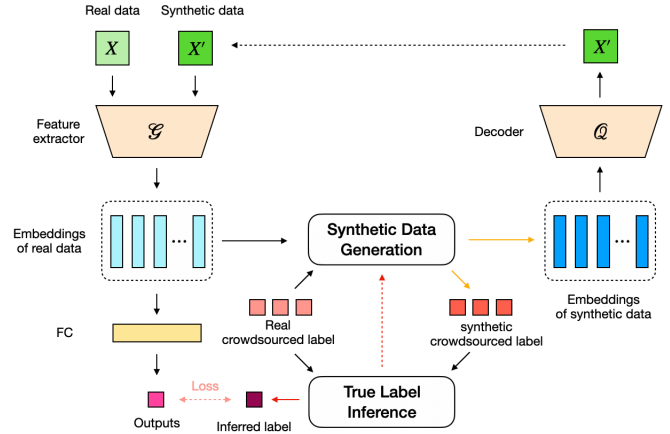 Real data
Synthetic data
X
X′
X′
Feature
extractor
𝒢
Decoder
𝒬
Embeddings
of real data
...
Synthetic Data
Generation
...
Embeddings
of synthetic data
Real
crowdsourced label
synthetic
crowdsourced label
FC
Loss
True Label
Inference
Outputs
Inferred label